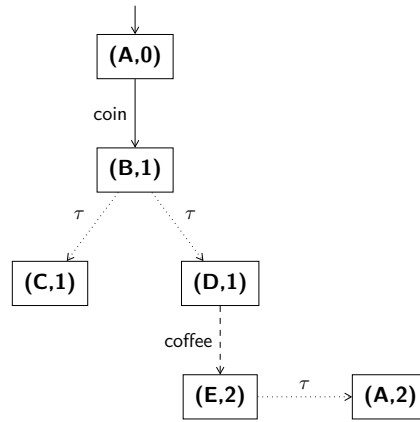 (A,0)
coin
(B,1)
τ τ
(C,1) (D,1)
coffee
τ
(E,2) (A,2)